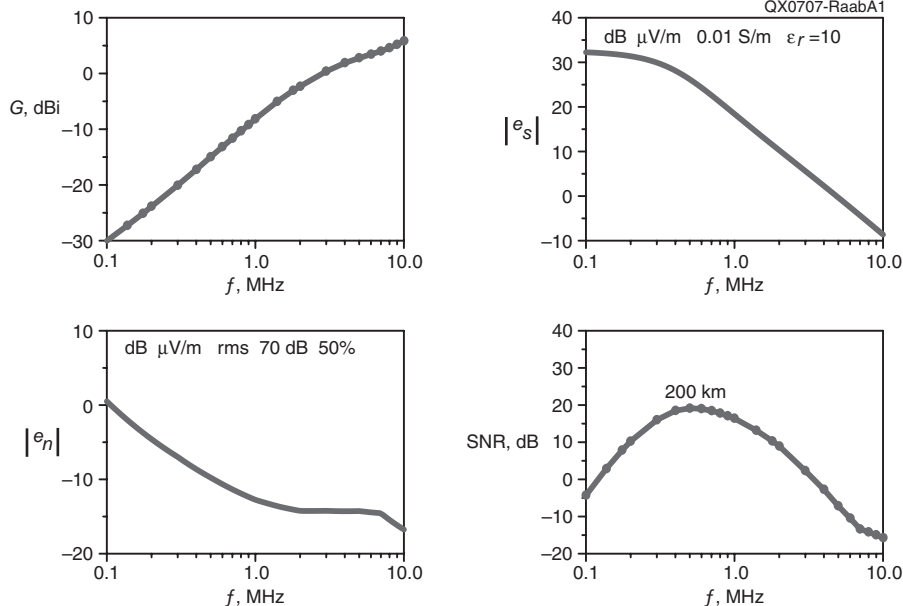 QX0707-RaabA1
10
0
−10
−20
−30
G, dBi
0.1
1.0
10.0
f, MHz
dB μV/m 0.01 S/m εr =10
40
30
20
10
0
−10
|es|
0.1
1.0
10.0
f, MHz
dB μV/m rms 70 dB 50%
10
0
−10
−20
|en|
0.1
1.0
10.0
f, MHz
200 km
40
30
20
10
0
−10
−20
SNR, dB
0.1
1.0
10.0
f, MHz